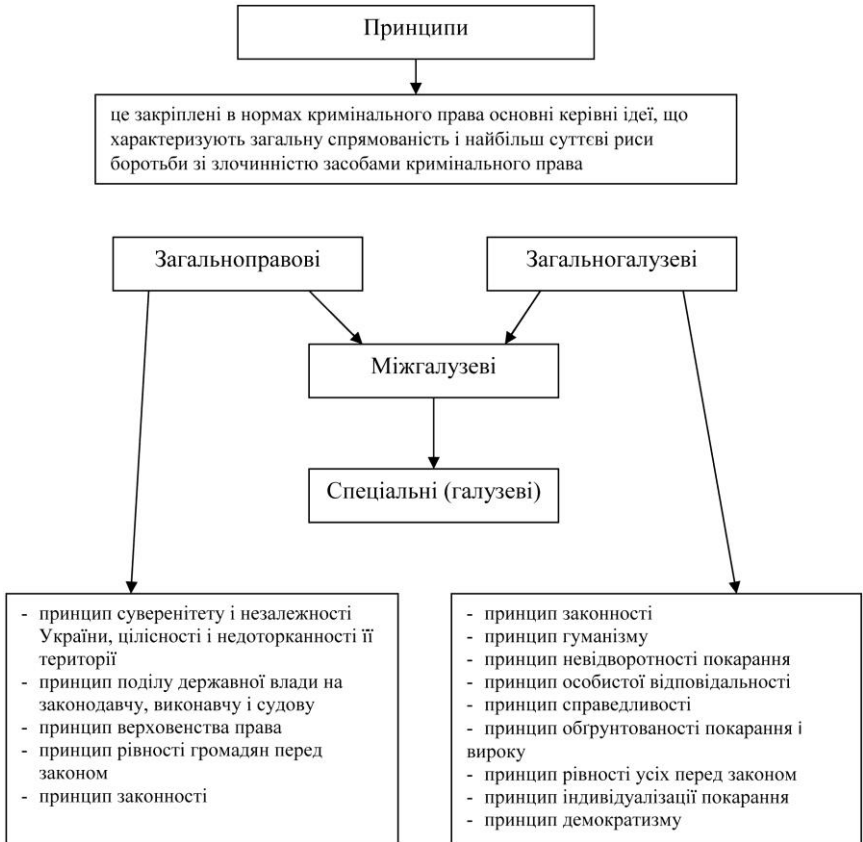 Принципи
це закріплені в нормах кримінального права основні керівні ідеї, що
характеризують загальну спрямованість і найбільш суттєві риси
боротьби зі злочинністю засобами кримінального права
Загальноправові
Загальногалузеві
Міжгалузеві
Спеціальні (галузеві)
- принцип суверенітету і незалежності
України, цілісності і недоторканності її
території
- принцип поділу державної влади на
законодавчу, виконавчу і судову
- принцип верховенства права
- принцип рівності громадян перед
законом
- принцип законності
- принцип законності
- принцип гуманізму
- принцип невідворотності покарання
- принцип особистої відповідальності
- принцип справедливості
- принцип обґрунтованості покарання і
вироку
- принцип рівності усіх перед законом
- принцип індивідуалізації покарання
- принцип демократизму